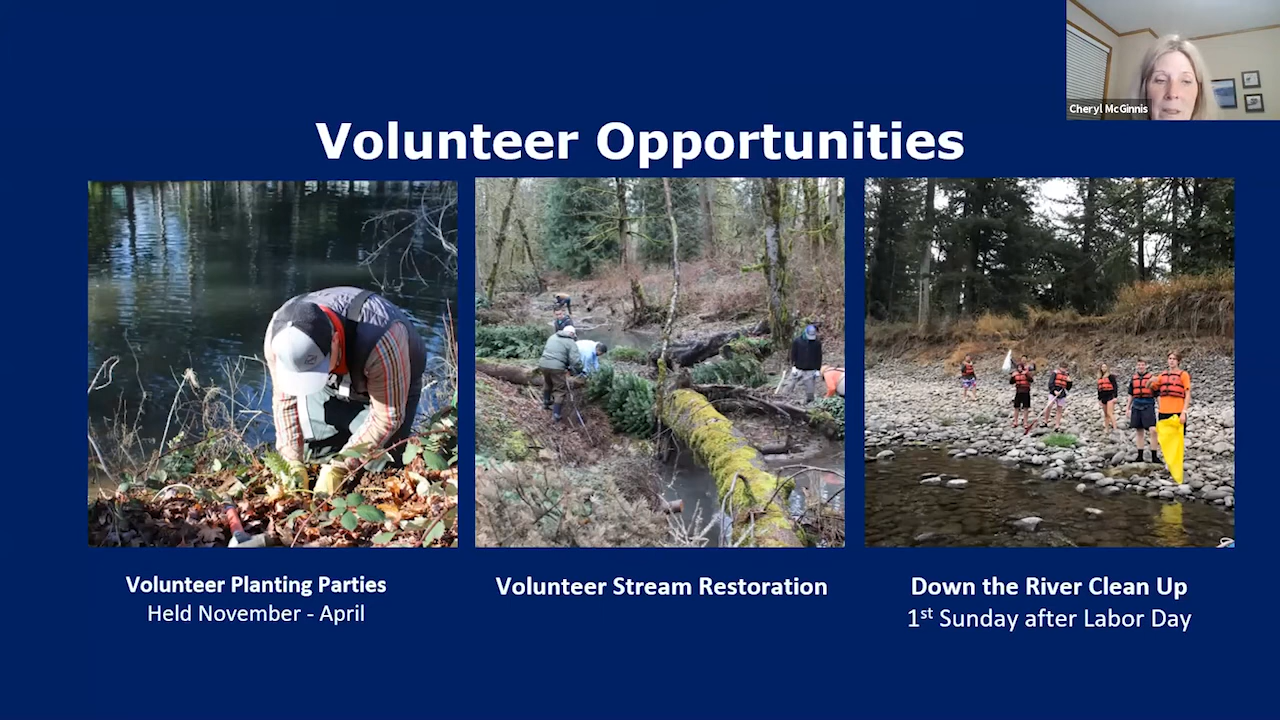 Cheryl McGinnis
Volunteer Opportunities
Volunteer Planting Parties
Held November - April
Volunteer Stream Restoration
Down the River Clean Up
1st Sunday after Labor Day